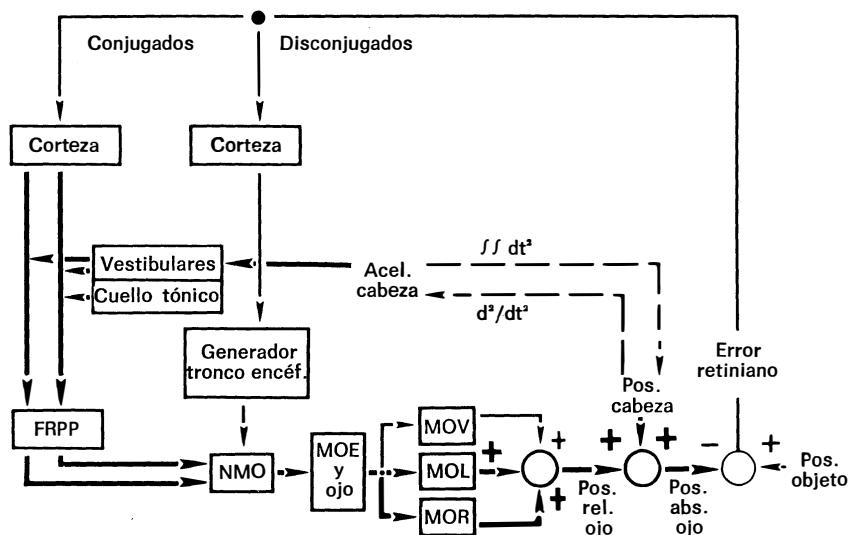 Conjugados
Disconjugados
Corteza
Corteza
Vestibulares
Cuello tónico
Acel.
cabeza
∫∫ dt²
d²/dt²
Generador
tronco encéf.
Error
retiniano
Pos.
cabeza
FRPP
NMO
MOE
y
ojo
MOV
MOL
MOR
+
+
+
+
+
−
+
Pos.
rel.
ojo
Pos.
abs.
ojo
Pos.
objeto